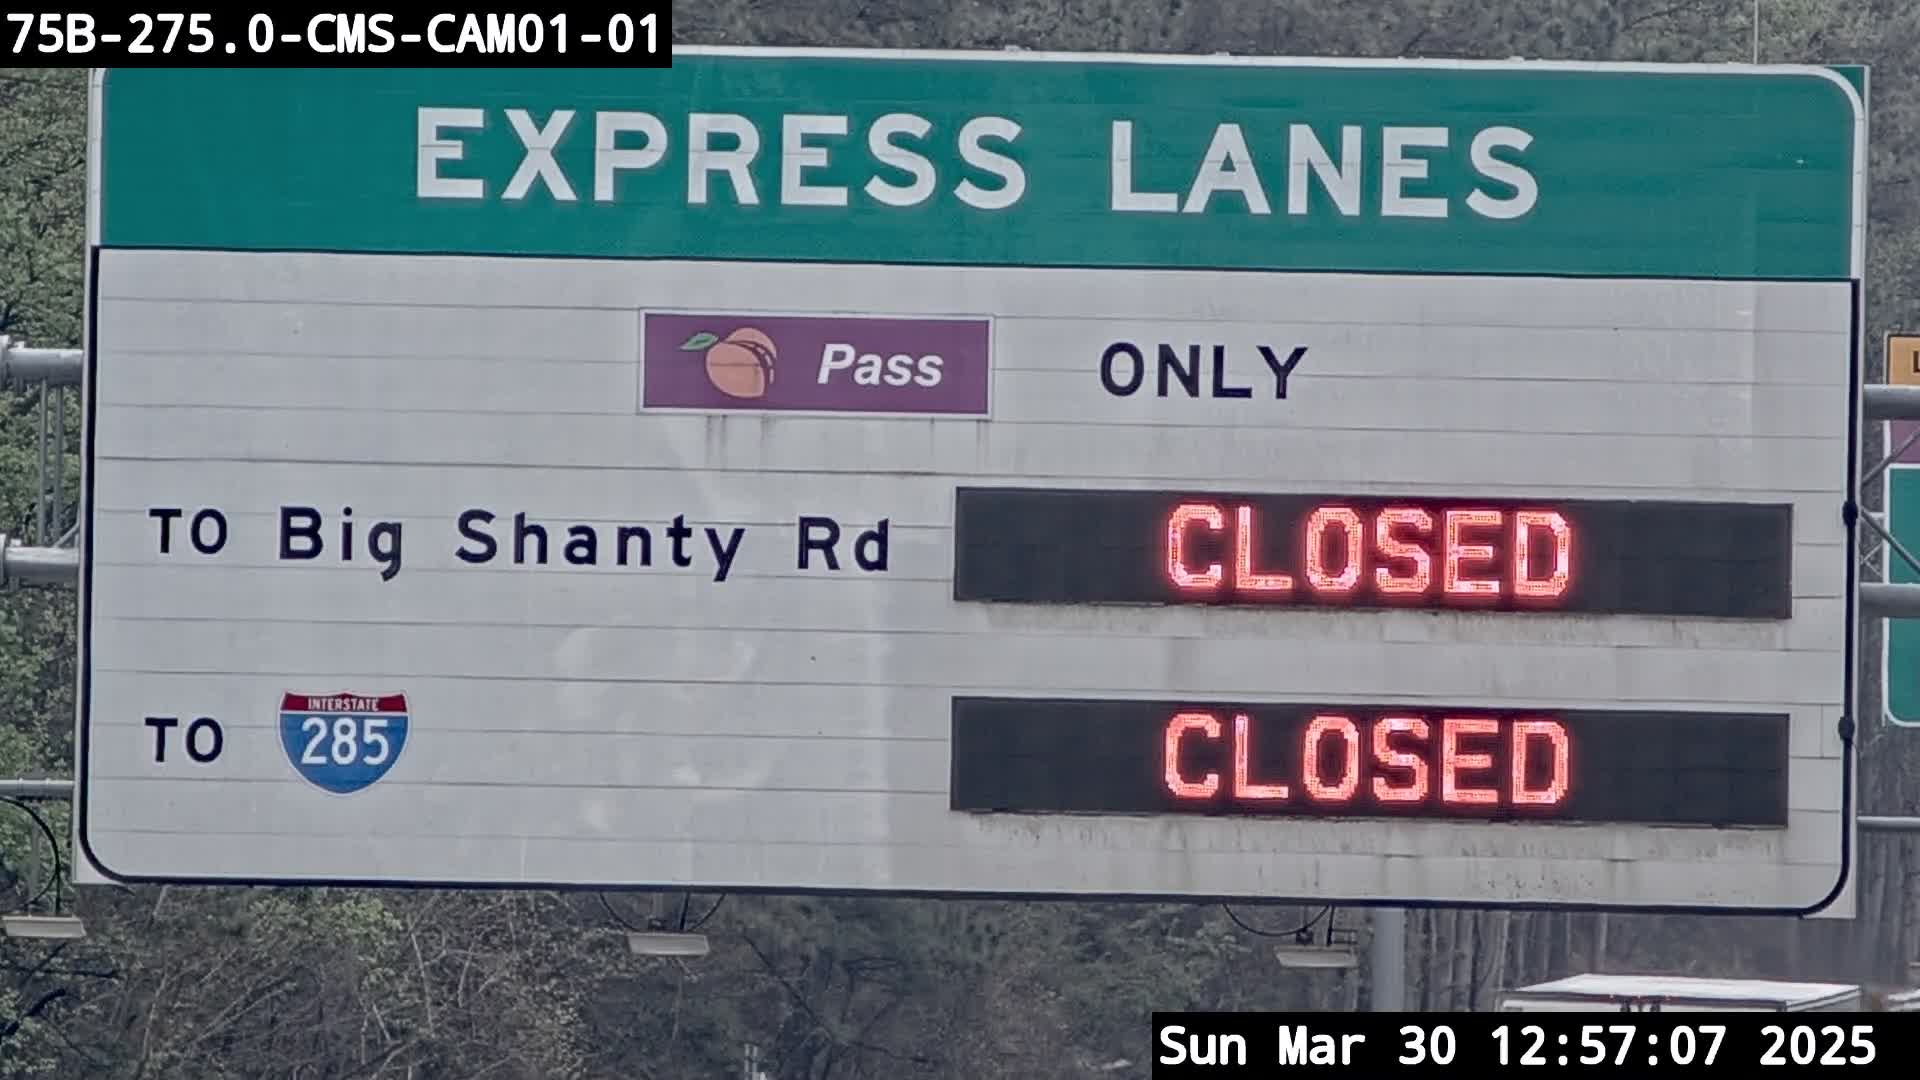 75B-275.0-CMS-CAM01-01
EXPRESS LANES
Pass ONLY
TO Big Shanty Rd CLOSED
TO INTERSTATE 285 CLOSED
Sun Mar 30 12:57:07 2025